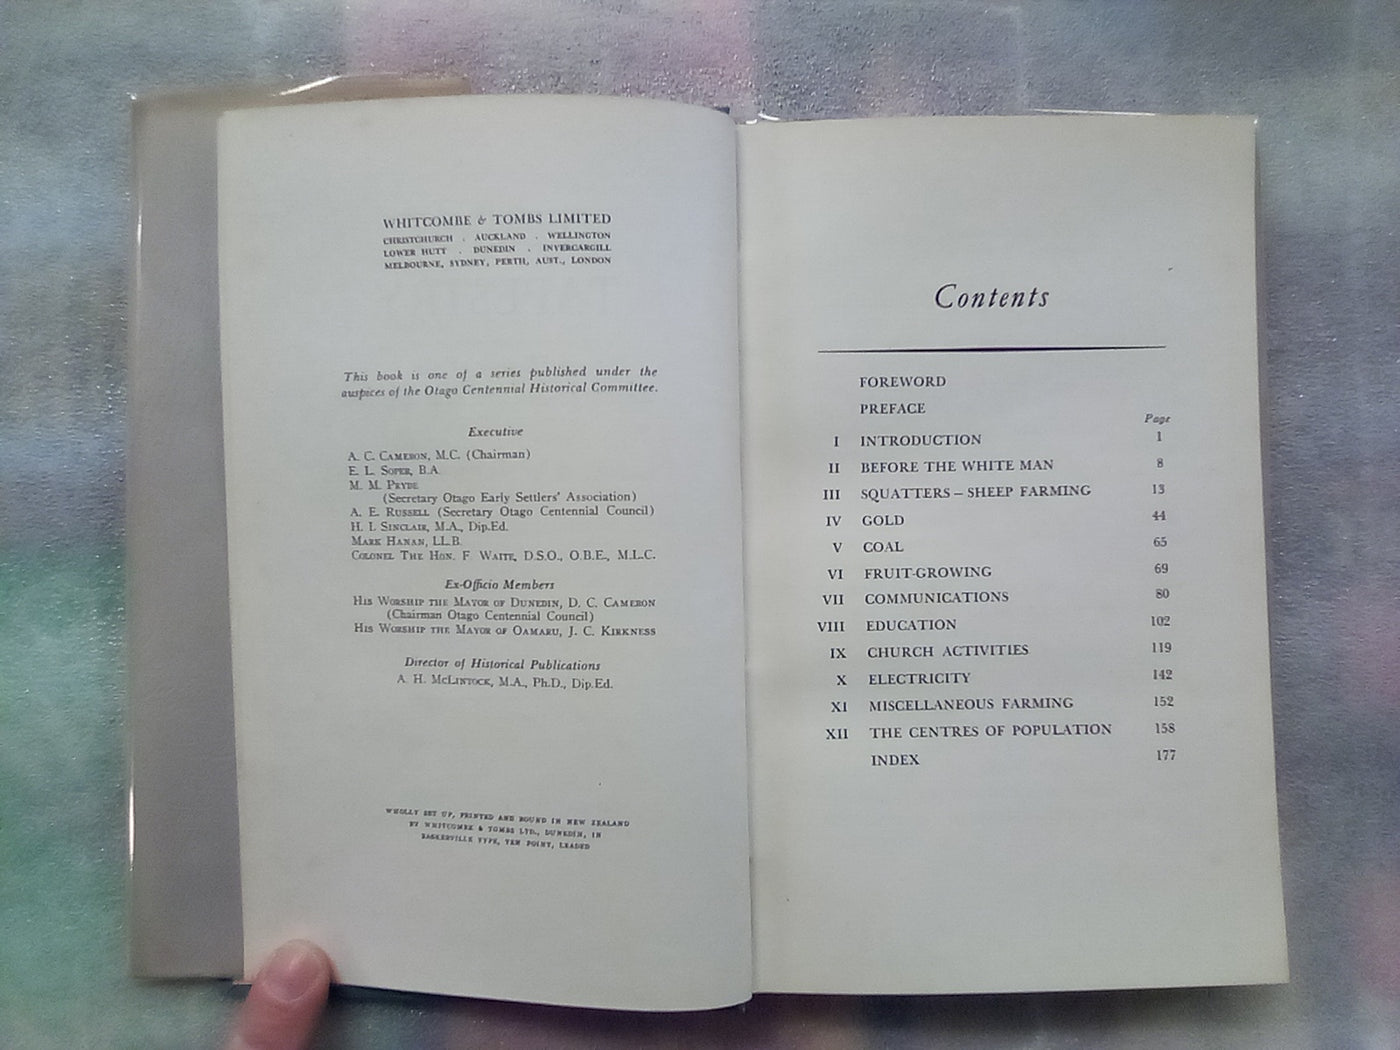 WHITCOMBE & TOMBS LIMITED
CHRISTCHURCH . AUCKLAND . WELLINGTON
LOWER HUTT . DUNEDIN . INVERCARGILL
MELBOURNE, SYDNEY, PERTH, AUST., LONDON
This book is one of a series published under the
auspices of the Otago Centennial Historical Committee.
Executive
A. C. CAMERON, M.C. (Chairman)
E. L. SOPER, B.A.
M. M. PRYDE
(Secretary Otago Early Settlers' Association)
A. E. RUSSELL (Secretary Otago Centennial Council)
H. I. SINCLAIR, M.A., Dip.Ed.
MARK HANAN, LL.B.
COLONEL THE HON. F. WAITE, D.S.O., O.B.E., M.L.C.
Ex-Officio Members
HIS WORSHIP THE MAYOR OF DUNEDIN, D. C. CAMERON
(Chairman Otago Centennial Council)
HIS WORSHIP THE MAYOR OF OAMARU, J. C. KIRKNESS
Director of Historical Publications
A. H. MCLINTOCK, M.A., Ph.D., Dip.Ed.
WHOLLY SET UP, PRINTED AND BOUND IN NEW ZEALAND
BY WHITCOMBE & TOMBS LTD., DUNEDIN, IN
BASKERVILLE TYPE, TEN POINT, LEADED
Contents
FOREWORD
PREFACE
Page
I INTRODUCTION 1
II BEFORE THE WHITE MAN 8
III SQUATTERS – SHEEP FARMING 13
IV GOLD 44
V COAL 65
VI FRUIT-GROWING 69
VII COMMUNICATIONS 80
VIII EDUCATION 102
IX CHURCH ACTIVITIES 119
X ELECTRICITY 142
XI MISCELLANEOUS FARMING 152
XII THE CENTRES OF POPULATION 158
INDEX 177